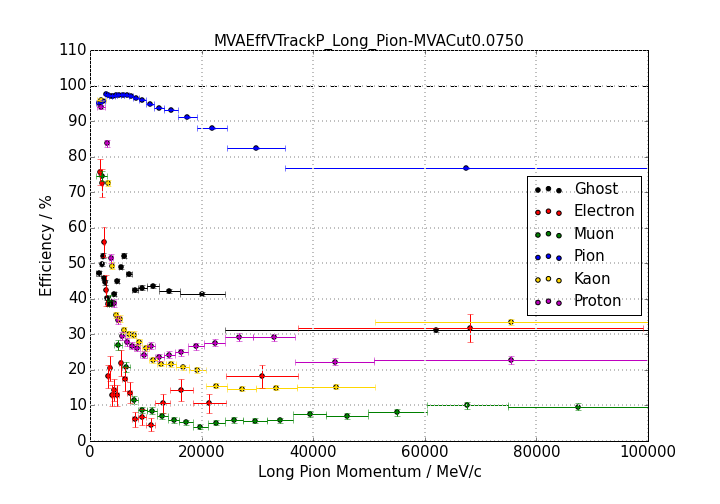 MVAEffVTrackP_Long_Pion-MVACut0.0750
110
100
90
80
70
60
50
40
30
20
10
0
Efficiency / %
Ghost
Electron
Muon
Pion
Kaon
Proton
0 20000 40000 60000 80000 100000
Long Pion Momentum / MeV/c